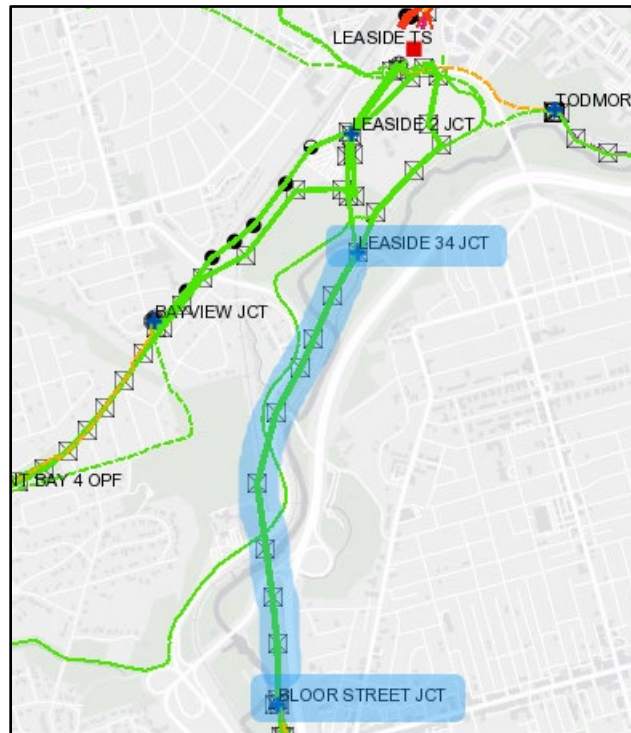 LEASIDE TS
TODMOR
LEASIDE 2 JCT
LEASIDE 34 JCT
BAYVIEW JCT
NT BAY 4 OPF
BLOOR STREET JCT